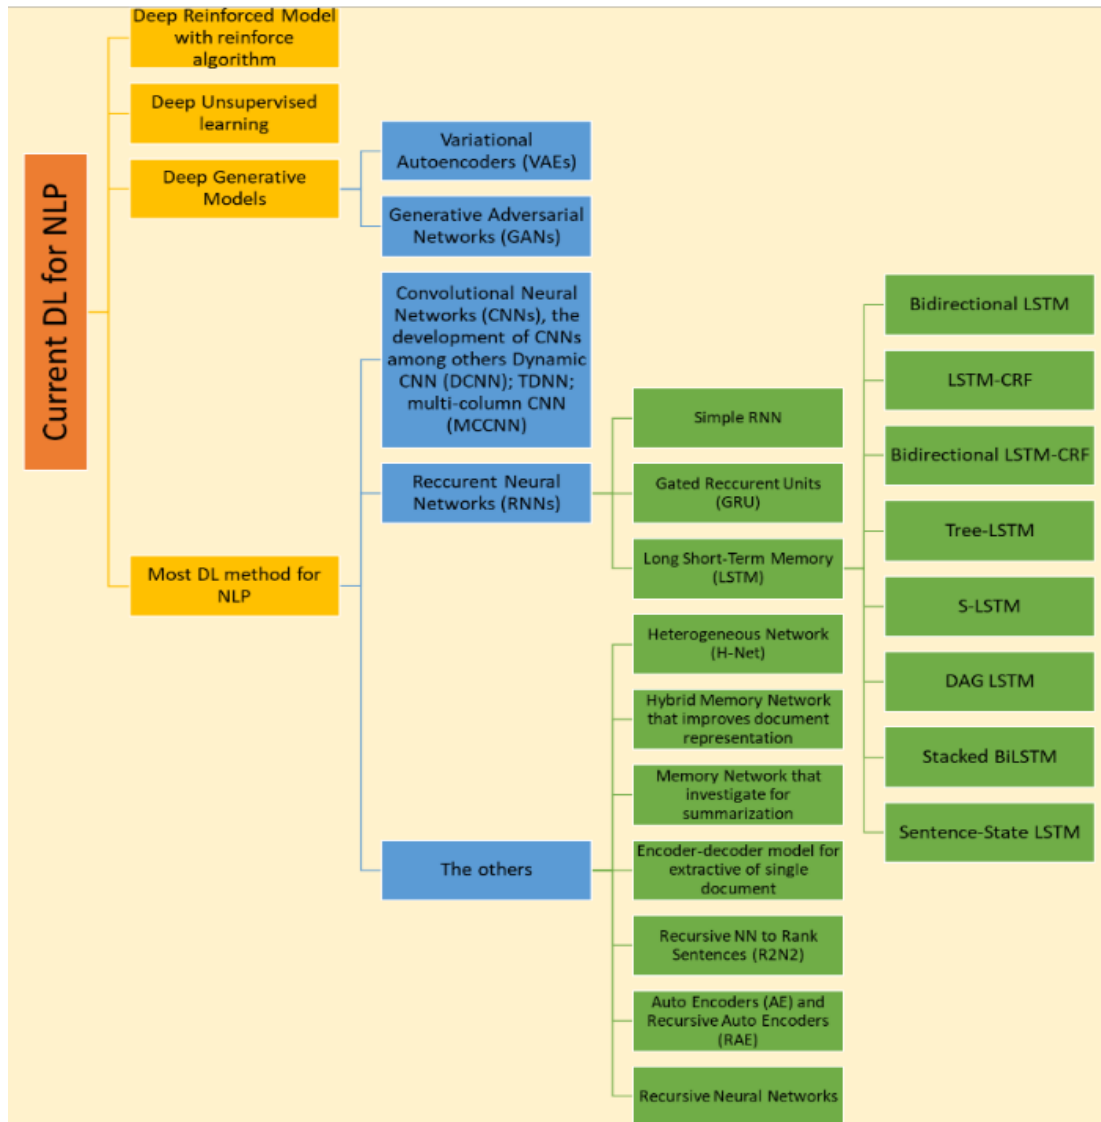 Current DL for NLP
Deep Reinforced Model
with reinforce
algorithm
Deep Unsupervised
learning
Deep Generative
Models
Variational
Autoencoders (VAEs)
Generative Adversarial
Networks (GANs)
Most DL method for
NLP
Convolutional Neural
Networks (CNNs), the
development of CNNs
among others Dynamic
CNN (DCNN); TDNN;
multi-column CNN
(MCCNN)
Reccurent Neural
Networks (RNNs)
Simple RNN
Gated Reccurent Units
(GRU)
Long Short-Term Memory
(LSTM)
Bidirectional LSTM
LSTM-CRF
Bidirectional LSTM-CRF
Tree-LSTM
S-LSTM
DAG LSTM
Stacked BiLSTM
Sentence-State LSTM
The others
Heterogeneous Network
(H-Net)
Hybrid Memory Network
that improves document
representation
Memory Network that
investigate for
summarization
Encoder-decoder model for
extractive of single
document
Recursive NN to Rank
Sentences (R2N2)
Auto Encoders (AE) and
Recursive Auto Encoders
(RAE)
Recursive Neural Networks